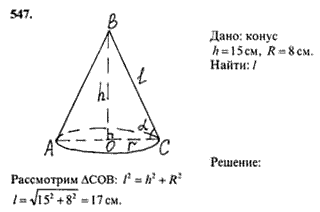 547.
Дано: конус
h = 15 см, R = 8 см.
Найти: l
B
h
l
α
A
O
r
C
Решение:
Рассмотрим ΔCOB: l² = h² + R²
l = √15² + 8² = 17 см.